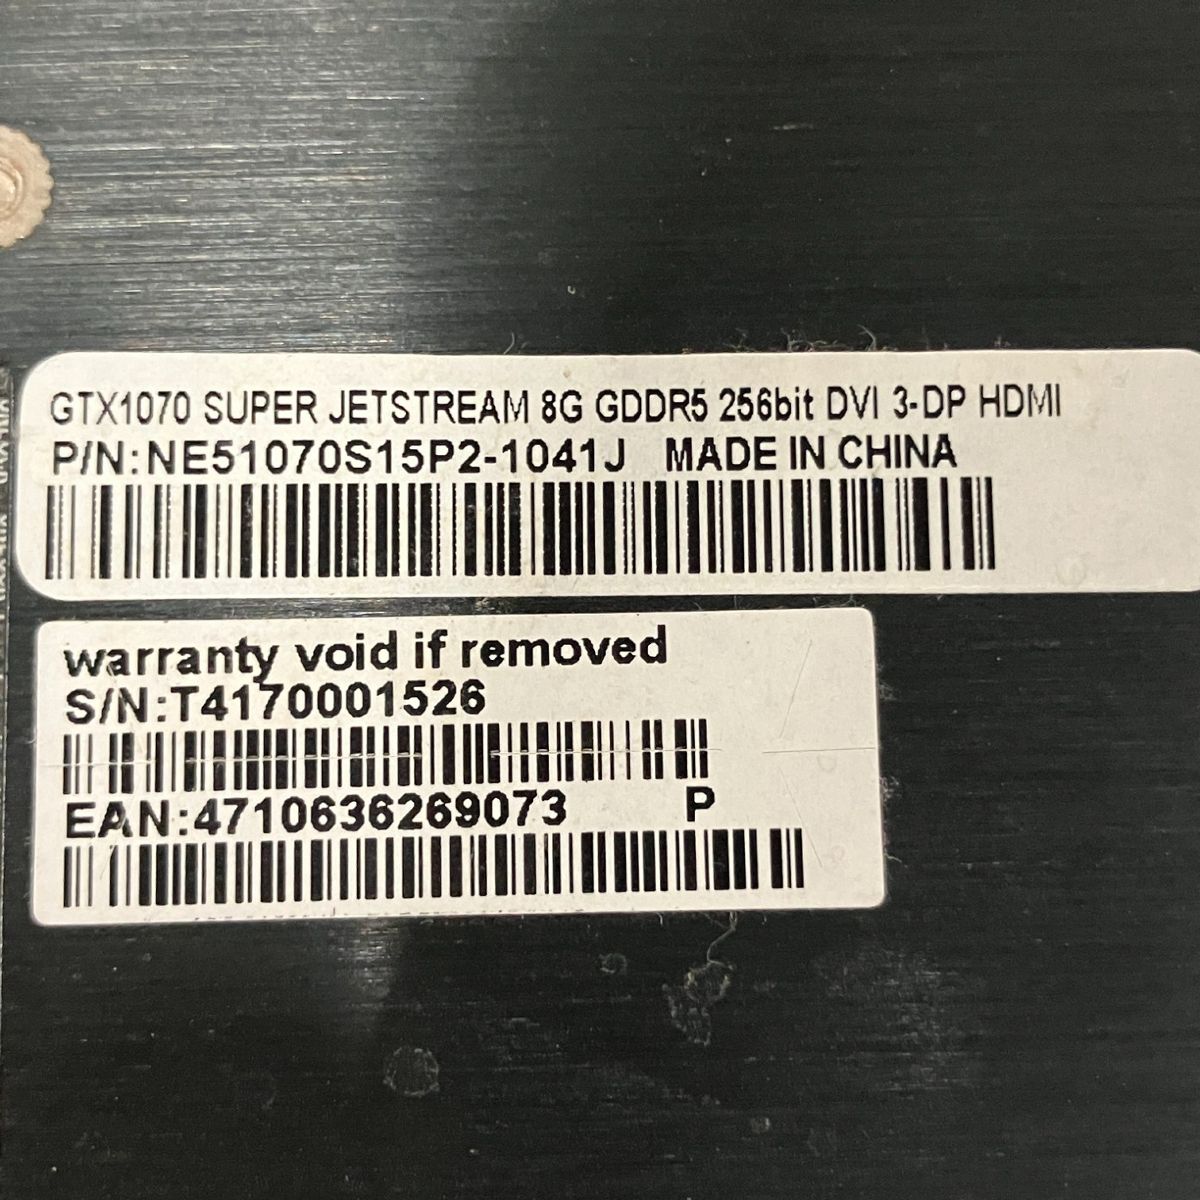 GTX1070 SUPER JETSTREAM 8G GDDR5 256bit DVI 3-DP HDMI
P/N:NE51070S15P2-1041J MADE IN CHINA
warranty void if removed
S/N:T4170001526
EAN:4710636269073 P